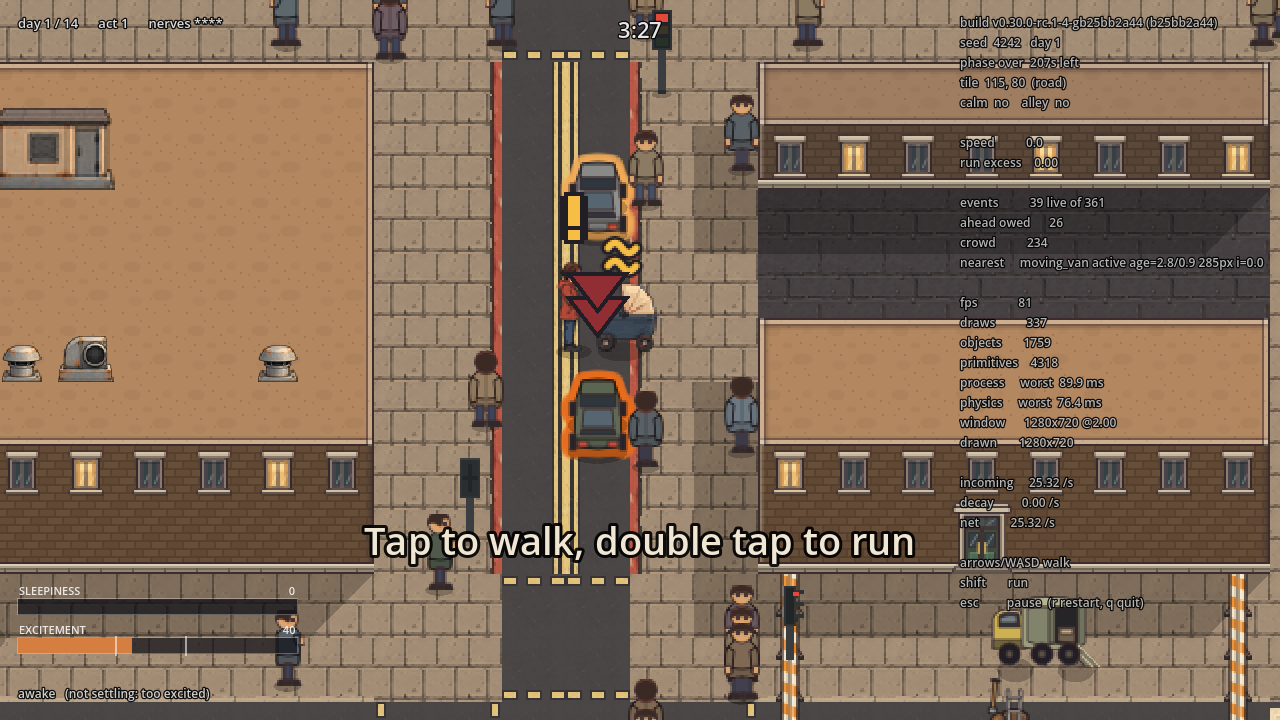 day 1 / 14 act 1 nerves ****
3:27
build v0.30.0-rc.1-4-gb25bb2a44 (b25bb2a44)
seed 4242 day 1
phase over 207s left
tile 115, 80 (road)
calm no alley no
speed 0.0
run excess 0.00
events 39 live of 361
ahead owed 26
crowd 234
nearest moving_van active age=2.8/0.9 285px i=0.0
fps 81
draws 337
objects 1759
primitives 4318
process worst 89.9 ms
physics worst 76.4 ms
window 1280x720 @2.00
drawn 1280x720
incoming 25.32 /s
decay 0.00 /s
net 25.32 /s
arrows/WASD walk
shift run
esc pause (r restart, q quit)
Tap to walk, double tap to run
SLEEPINESS 0
EXCITEMENT 40
awake (not settling: too excited)